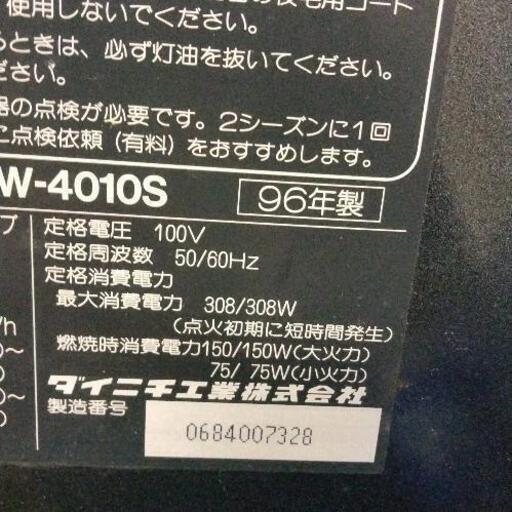 使用しないでください。
ときは、必ず灯油を抜いてください。
ださい。
器の点検が必要です。2シーズンに1回
点検依頼（有料）をおすすめします。
W-4010S
96年製
定格電圧 100V
定格周波数 50/60Hz
定格消費電力
最大消費電力 308/308W
(点火初期に短時間発生)
燃焼時消費電力150/150W(大火力)
75/ 75W(小火力)
ダイニチ工業株式会社
製造番号
0684007328